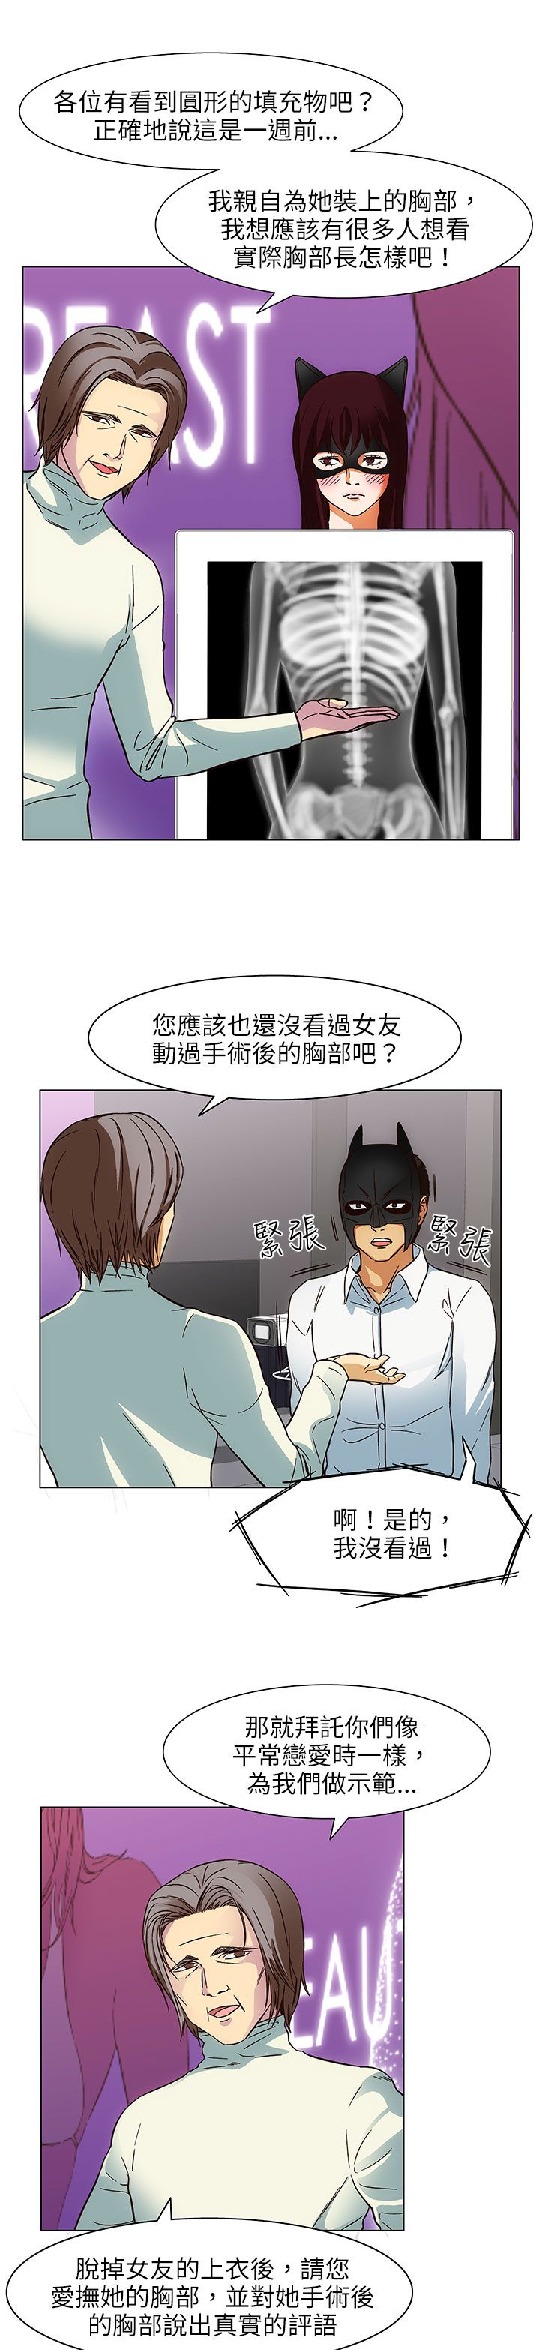 各位有看到圓形的填充物吧？
正確地說這是一週前...
我親自為她裝上的胸部，
我想應該有很多人想看
實際胸部長怎樣吧！
REAST
您應該也還沒看過女友
動過手術後的胸部吧？
緊張
緊張
啊！是的，
我沒看過！
那就拜託你們像
平常戀愛時一樣，
為我們做示範...
EAU
脫掉女友的上衣後，請您
愛撫她的胸部，並對她手術後
的胸部說出真實的評語